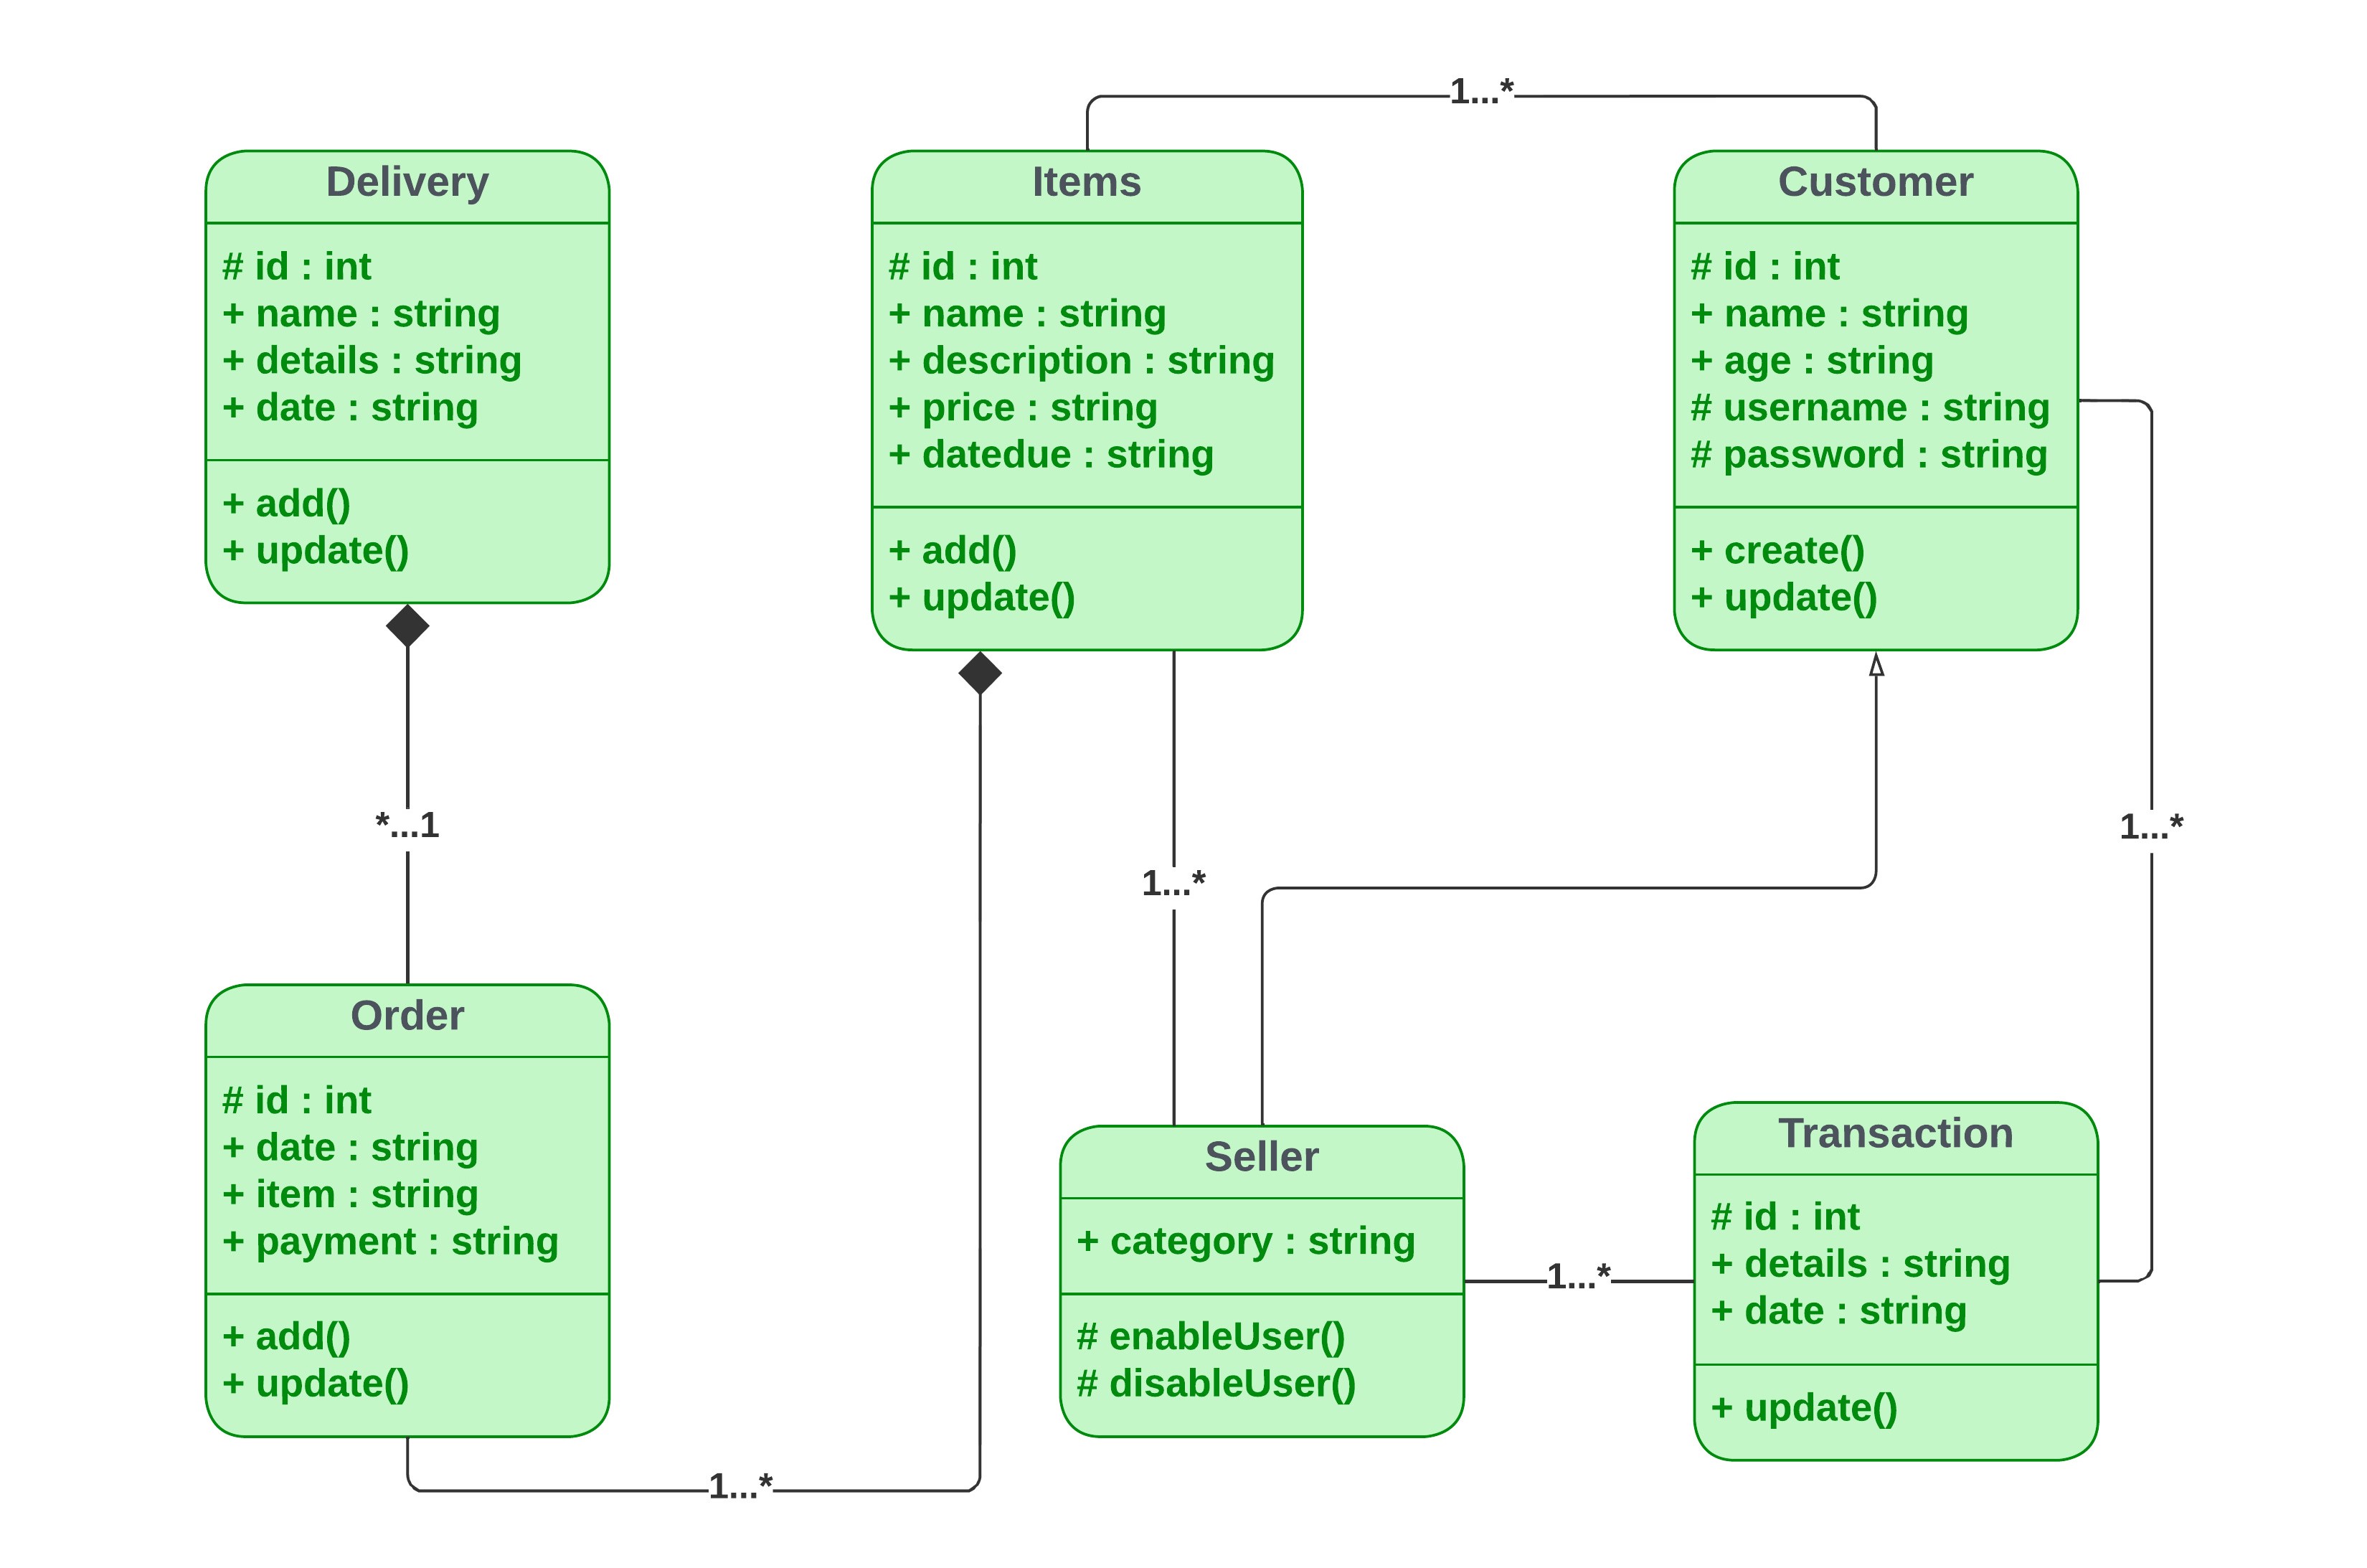 1...*
Delivery
# id : int
+ name : string
+ details : string
+ date : string
+ add()
+ update()
Items
# id : int
+ name : string
+ description : string
+ price : string
+ datedue : string
+ add()
+ update()
Customer
# id : int
+ name : string
+ age : string
# username : string
# password : string
+ create()
+ update()
*...1
1...*
1...*
Order
# id : int
+ date : string
+ item : string
+ payment : string
+ add()
+ update()
Seller
+ category : string
# enableUser()
# disableUser()
1...*
Transaction
# id : int
+ details : string
+ date : string
+ update()
1...*